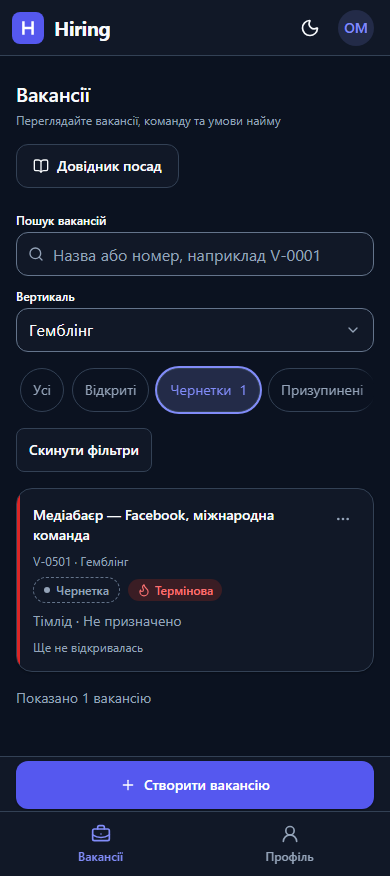 H Hiring
OM
Вакансії
Переглядайте вакансії, команду та умови найму
Довідник посад
Пошук вакансій
Назва або номер, наприклад V-0001
Вертикаль
Гемблінг
Усі Відкриті Чернетки 1 Призупинені
Скинути фільтри
Медіабаєр — Facebook, міжнародна
команда
V-0501 · Гемблінг
Чернетка Термінова
Тімлід · Не призначено
Ще не відкривалась
Показано 1 вакансію
+ Створити вакансію
Вакансії Профіль